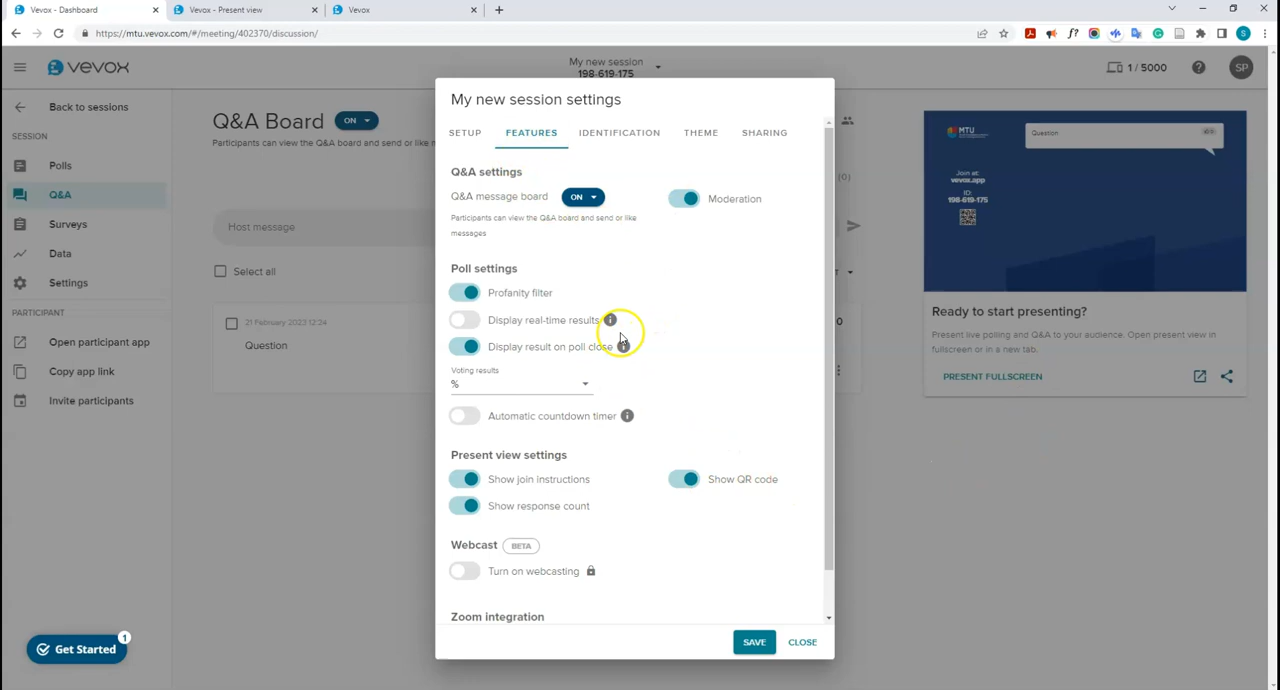 Vevox - Dashboard
Vevox - Present view
Vevox
https://mtu.vevox.com/#/meeting/402370/discussion/
vevox
My new session
198-619-175
1 / 5000
SP
Back to sessions
SESSION
Polls
Q&A
Surveys
Data
Settings
PARTICIPANT
Open participant app
Copy app link
Invite participants
Get Started
1
Q&A Board
ON
Participants can view the Q&A board and send or like m
Host message
Select all
21 February 2023 12:24
Question
My new session settings
SETUP
FEATURES
IDENTIFICATION
THEME
SHARING
Q&A settings
Q&A message board
ON
Moderation
Participants can view the Q&A board and send or like
messages
Poll settings
Profanity filter
Display real-time results
Display result on poll close
Voting results
%
Automatic countdown timer
Present view settings
Show join instructions
Show QR code
Show response count
Webcast
BETA
Turn on webcasting
Zoom integration
SAVE
CLOSE
(0)
T
0
MTU
Question
Join at:
vevox.app
ID:
198-619-175
Ready to start presenting?
Present live polling and Q&A to your audience. Open present view in
fullscreen or in a new tab.
PRESENT FULLSCREEN